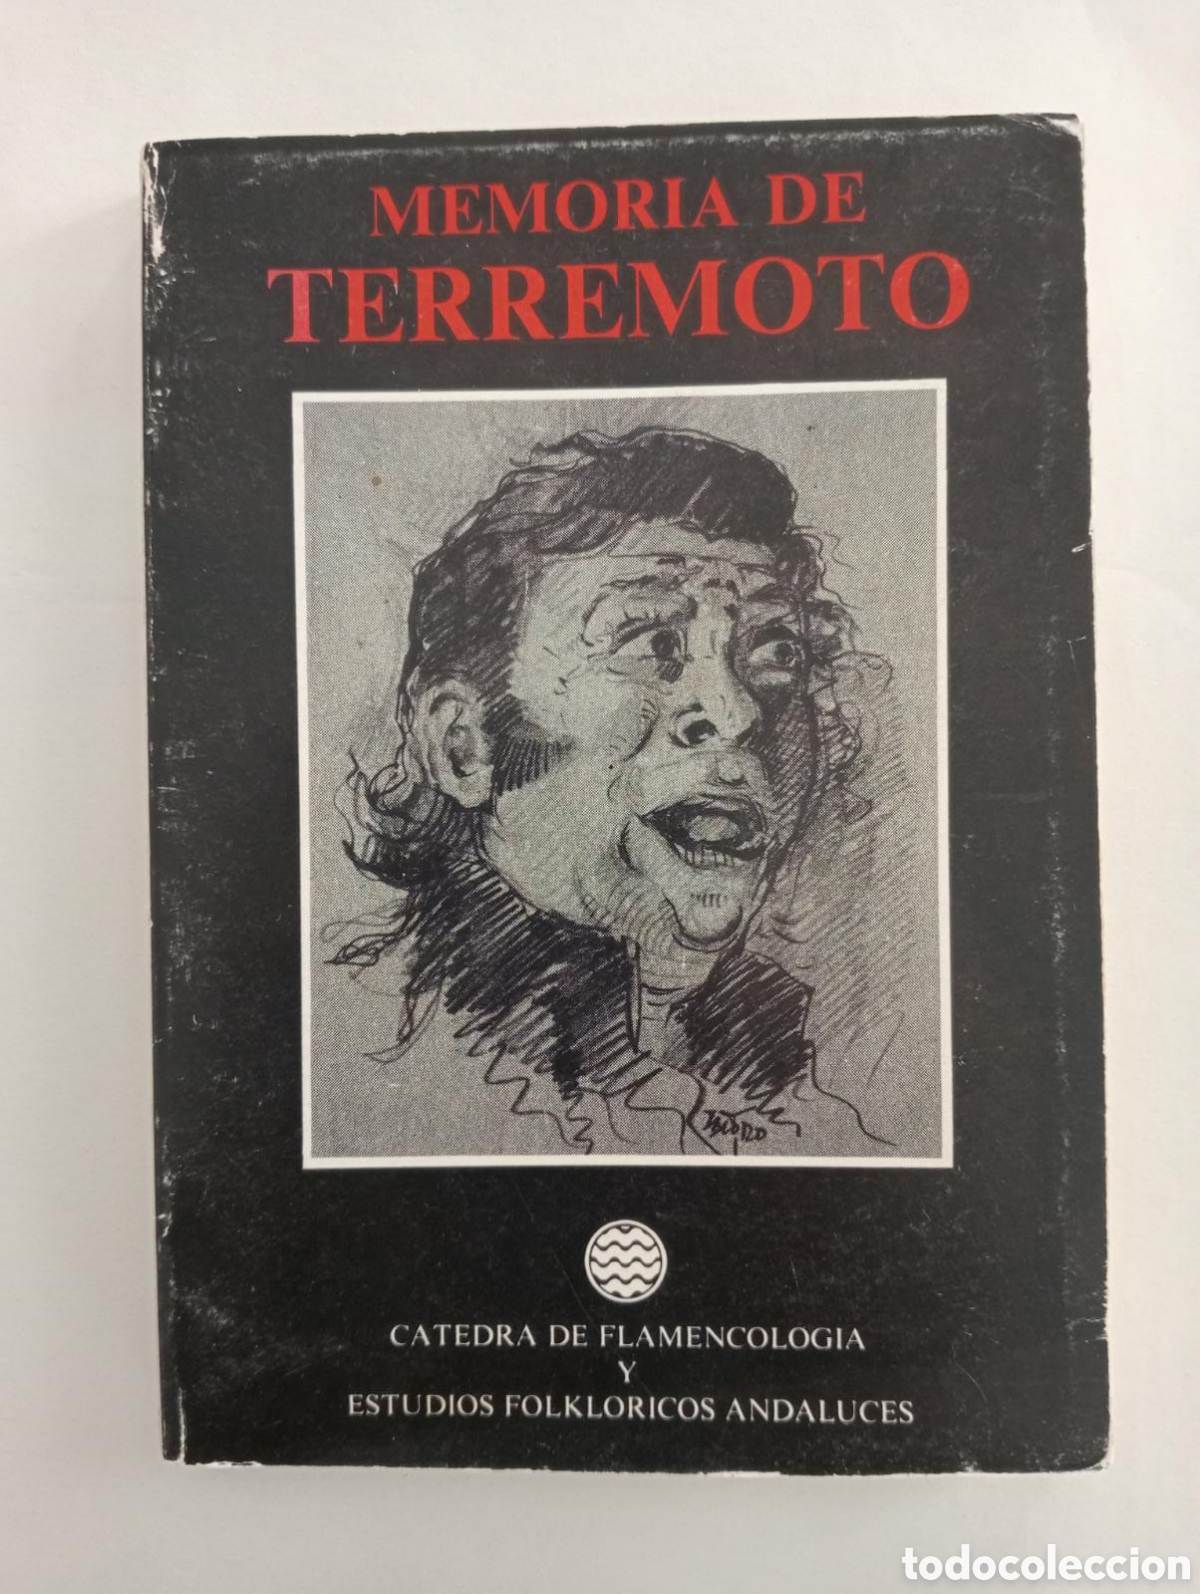 MEMORIA DE
TERREMOTO
CATEDRA DE FLAMENCOLOGIA
Y
ESTUDIOS FOLKLORICOS ANDALUCES
todocoleccion